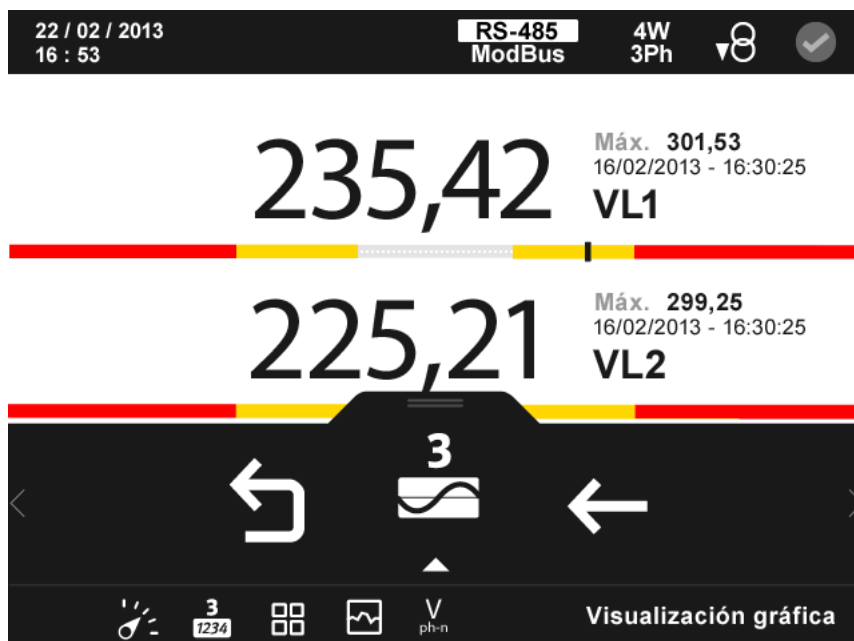 22 / 02 / 2013
16 : 53
RS-485
ModBus
4W
3Ph
235,42
Máx. 301,53
16/02/2013 - 16:30:25
VL1
225,21
Máx. 299,25
16/02/2013 - 16:30:25
VL2
3
3
1234
V
ph-n
Visualización gráfica